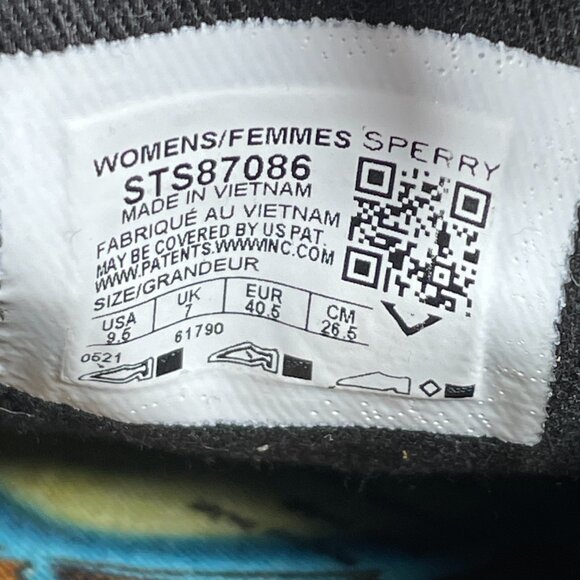 WOMENS/FEMMES SPERRY
STS87086
MADE IN VIETNAM
FABRIQUÉ AU VIETNAM
MAY BE COVERED BY US PAT.
WWW.PATENTS.WWWINC.COM
SIZE/GRANDEUR
USA UK EUR CM
9.5 7 40.5 26.5
0521 61790